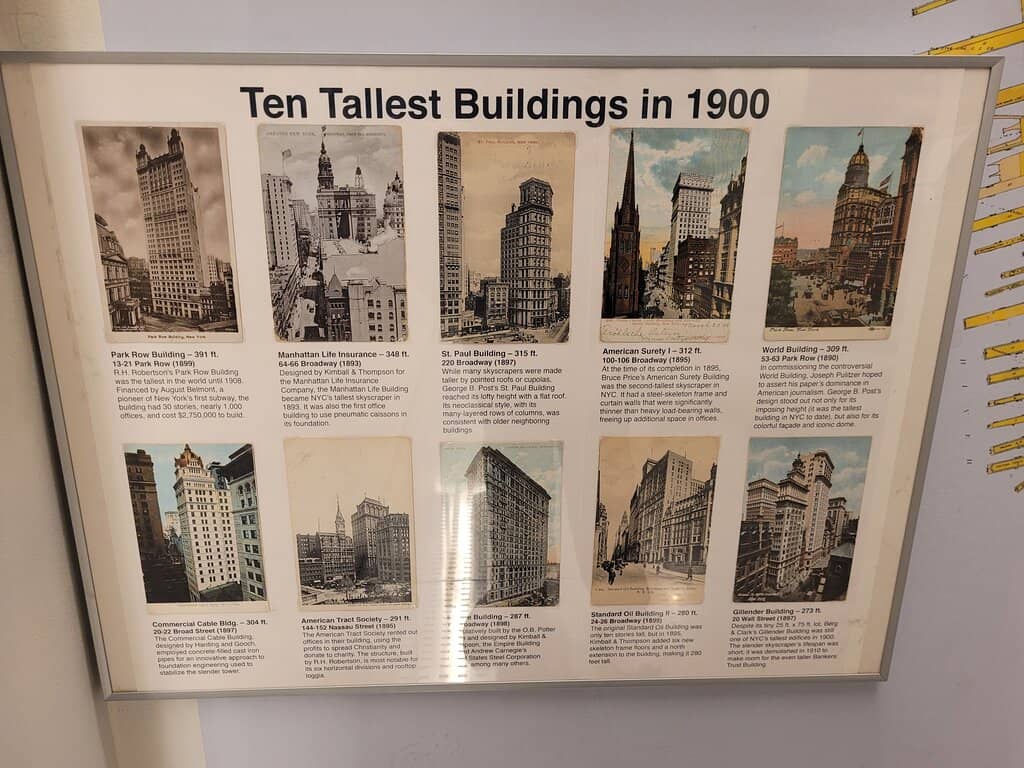 Ten Tallest Buildings in 1900
Park Row Building, New York
Park Row Building – 391 ft.
13-21 Park Row (1899)
R.H. Robertson's Park Row Building
was the tallest in the world until 1908.
Financed by August Belmont, a
pioneer of New York's first subway, the
building had 30 stories, nearly 1,000
offices, and cost $2,750,000 to build.
Manhattan Life Insurance – 348 ft.
64-66 Broadway (1893)
Designed by Kimball & Thompson for
the Manhattan Life Insurance
Company, the Manhattan Life Building
became NYC's tallest skyscraper in
1893. It was also the first office
building to use pneumatic caissons in
its foundation.
St. Paul Building – 315 ft.
220 Broadway (1897)
While many skyscrapers were made
taller by pointed roofs or cupolas,
George B. Post's St. Paul Building
reached its lofty height with a flat roof.
Its neoclassical style, with its
many-layered rows of columns, was
consistent with older neighboring
buildings.
American Surety I – 312 ft.
100-106 Broadway (1895)
At the time of its completion in 1895,
Bruce Price's American Surety Building
was the second-tallest skyscraper in
NYC. It had a steel-skeleton frame and
curtain walls that were significantly
thinner than heavy load-bearing walls,
freeing up additional space in offices.
World Building – 309 ft.
53-63 Park Row (1890)
In commissioning the controversial
World Building, Joseph Pulitzer hoped
to assert his paper's dominance in
American journalism. George B. Post's
design stood out not only for its
imposing height (it was the tallest
building in NYC to date), but also for its
colorful façade and iconic dome.
Commercial Cable Bldg. – 304 ft.
20-22 Broad Street (1897)
The Commercial Cable Building,
designed by Harding and Gooch,
employed concrete-filled cast iron
pipes for an innovative approach to
foundation engineering used to
stabilize the slender tower.
American Tract Society – 291 ft.
144-152 Nassau Street (1895)
The American Tract Society rented out
offices in their building, using the
profits to spread Christianity and
donate to charity. The structure, built
by R.H. Robertson, is most notable for
its six horizontal divisions and rooftop
loggia.
Building – 287 ft.
(1898)
built by the O.B. Potter
and designed by Kimball &
the Empire Building
Andrew Carnegie's
States Steel Corporation
among many others.
Standard Oil Building II – 280 ft.
24-26 Broadway (1895)
The original Standard Oil Building was
only ten stories tall, but in 1895,
Kimball & Thompson added six new
skeleton frame floors and a north
extension to the building, making it 280
feet tall.
Gillender Building – 273 ft.
20 Wall Street (1897)
Despite its tiny 25 ft. x 75 ft. lot, Berg
& Clark's Gillender Building was still
one of NYC's tallest edifices in 1900.
The slender skyscraper's lifespan was
short; it was demolished in 1910 to
make room for the even taller Bankers'
Trust Building.